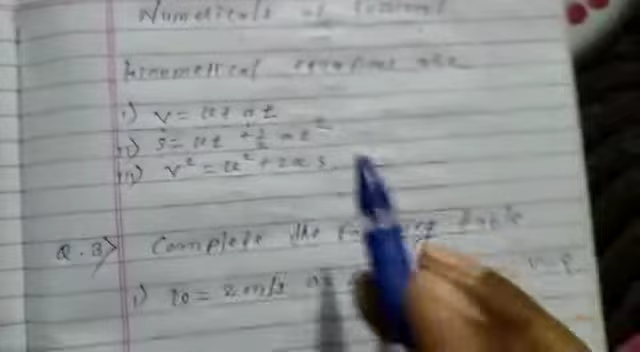 Numericals of
kinematical equations are
i) v = u + at
ii) s = ut + 1/2 at²
iii) v² = u² + 2as
Q.3) Complete the following table
i) u = 2m/s